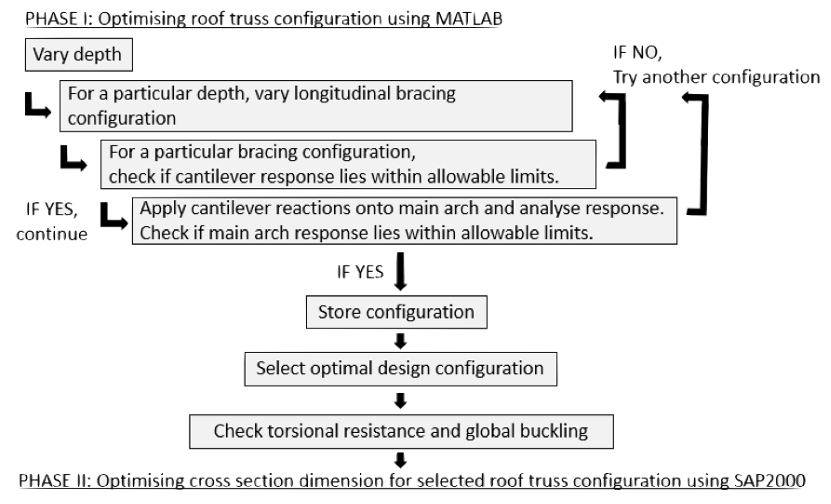 PHASE I: Optimising roof truss configuration using MATLAB
Vary depth
IF NO,
Try another configuration
For a particular depth, vary longitudinal bracing
configuration
For a particular bracing configuration,
check if cantilever response lies within allowable limits.
IF YES,
continue
Apply cantilever reactions onto main arch and analyse response.
Check if main arch response lies within allowable limits.
IF YES
Store configuration
Select optimal design configuration
Check torsional resistance and global buckling
PHASE II: Optimising cross section dimension for selected roof truss configuration using SAP2000